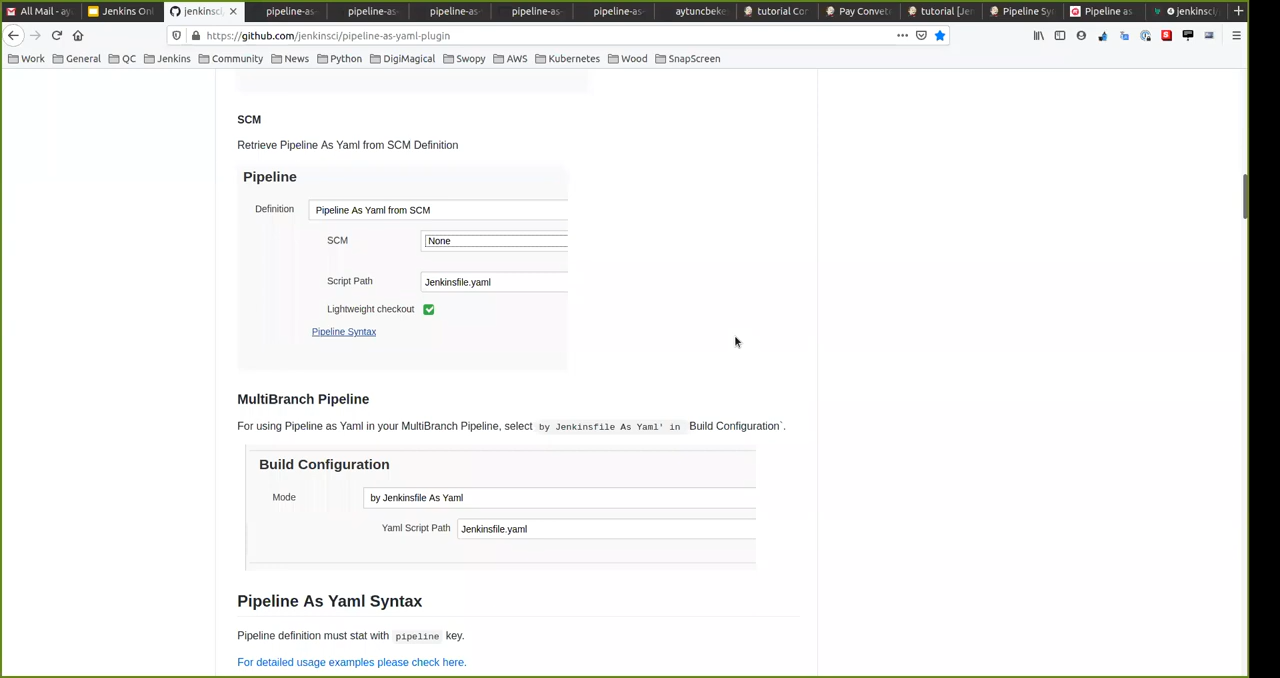 All Mail - ay
Jenkins Onl
jenkinsci
pipeline-as-
pipeline-as-
pipeline-as-
pipeline-as-
pipeline-as-
aytuncbeke
tutorial Cor
Pay Convete
tutorial [Jen
Pipeline Sy
Pipeline as
jenkinsci
https://github.com/jenkinsci/pipeline-as-yaml-plugin
Work General QC Jenkins Community News Python DigiMagical Swopy AWS Kubernetes Wood SnapScreen
SCM
Retrieve Pipeline As Yaml from SCM Definition
Pipeline
Definition Pipeline As Yaml from SCM
SCM None
Script Path Jenkinsfile.yaml
Lightweight checkout
Pipeline Syntax
MultiBranch Pipeline
For using Pipeline as Yaml in your MultiBranch Pipeline, select by Jenkinsfile As Yaml' in Build Configuration`.
Build Configuration
Mode by Jenkinsfile As Yaml
Yaml Script Path Jenkinsfile.yaml
Pipeline As Yaml Syntax
Pipeline definition must stat with pipeline key.
For detailed usage examples please check here.